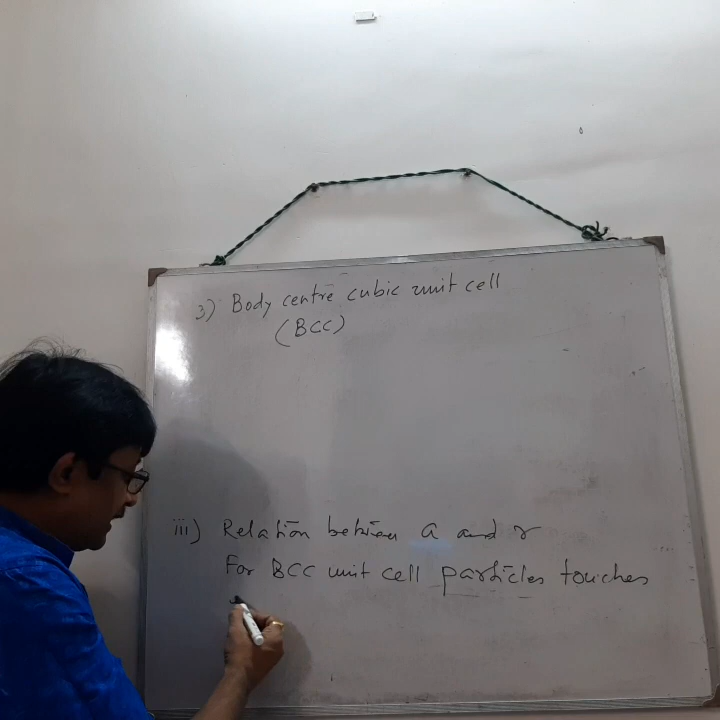 3) Body centre cubic unit cell
(BCC)
iii) Relation between a and r
For BCC unit cell particles touches